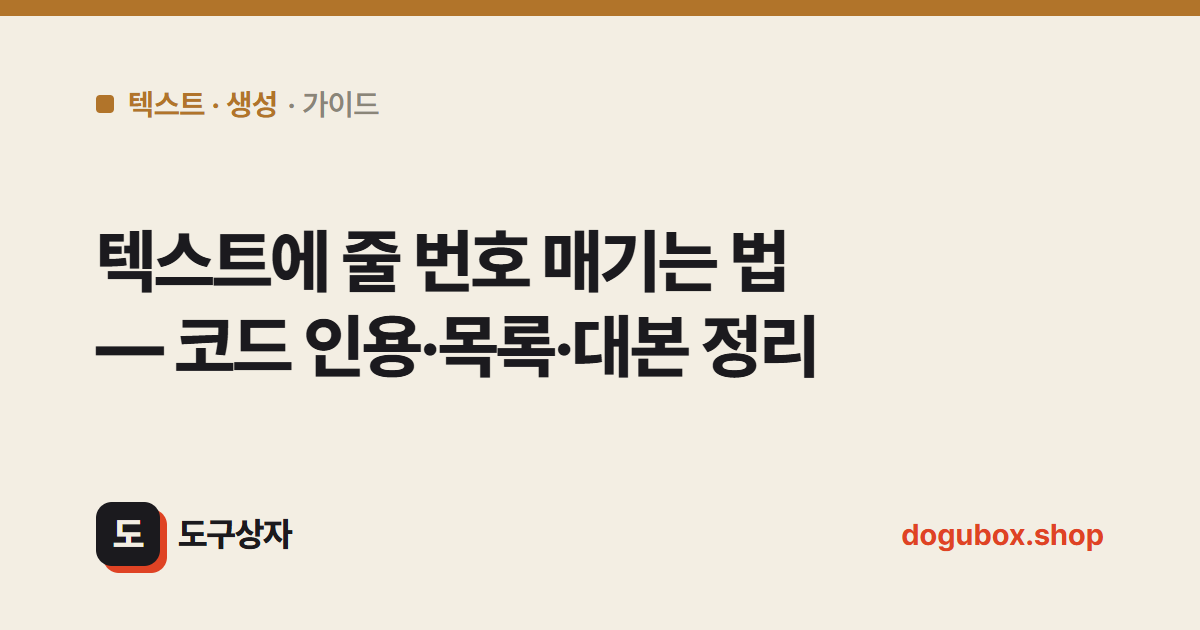 텍스트 · 생성 · 가이드
텍스트에 줄 번호 매기는 법
— 코드 인용·목록·대본 정리
도 도구상자
dogubox.shop